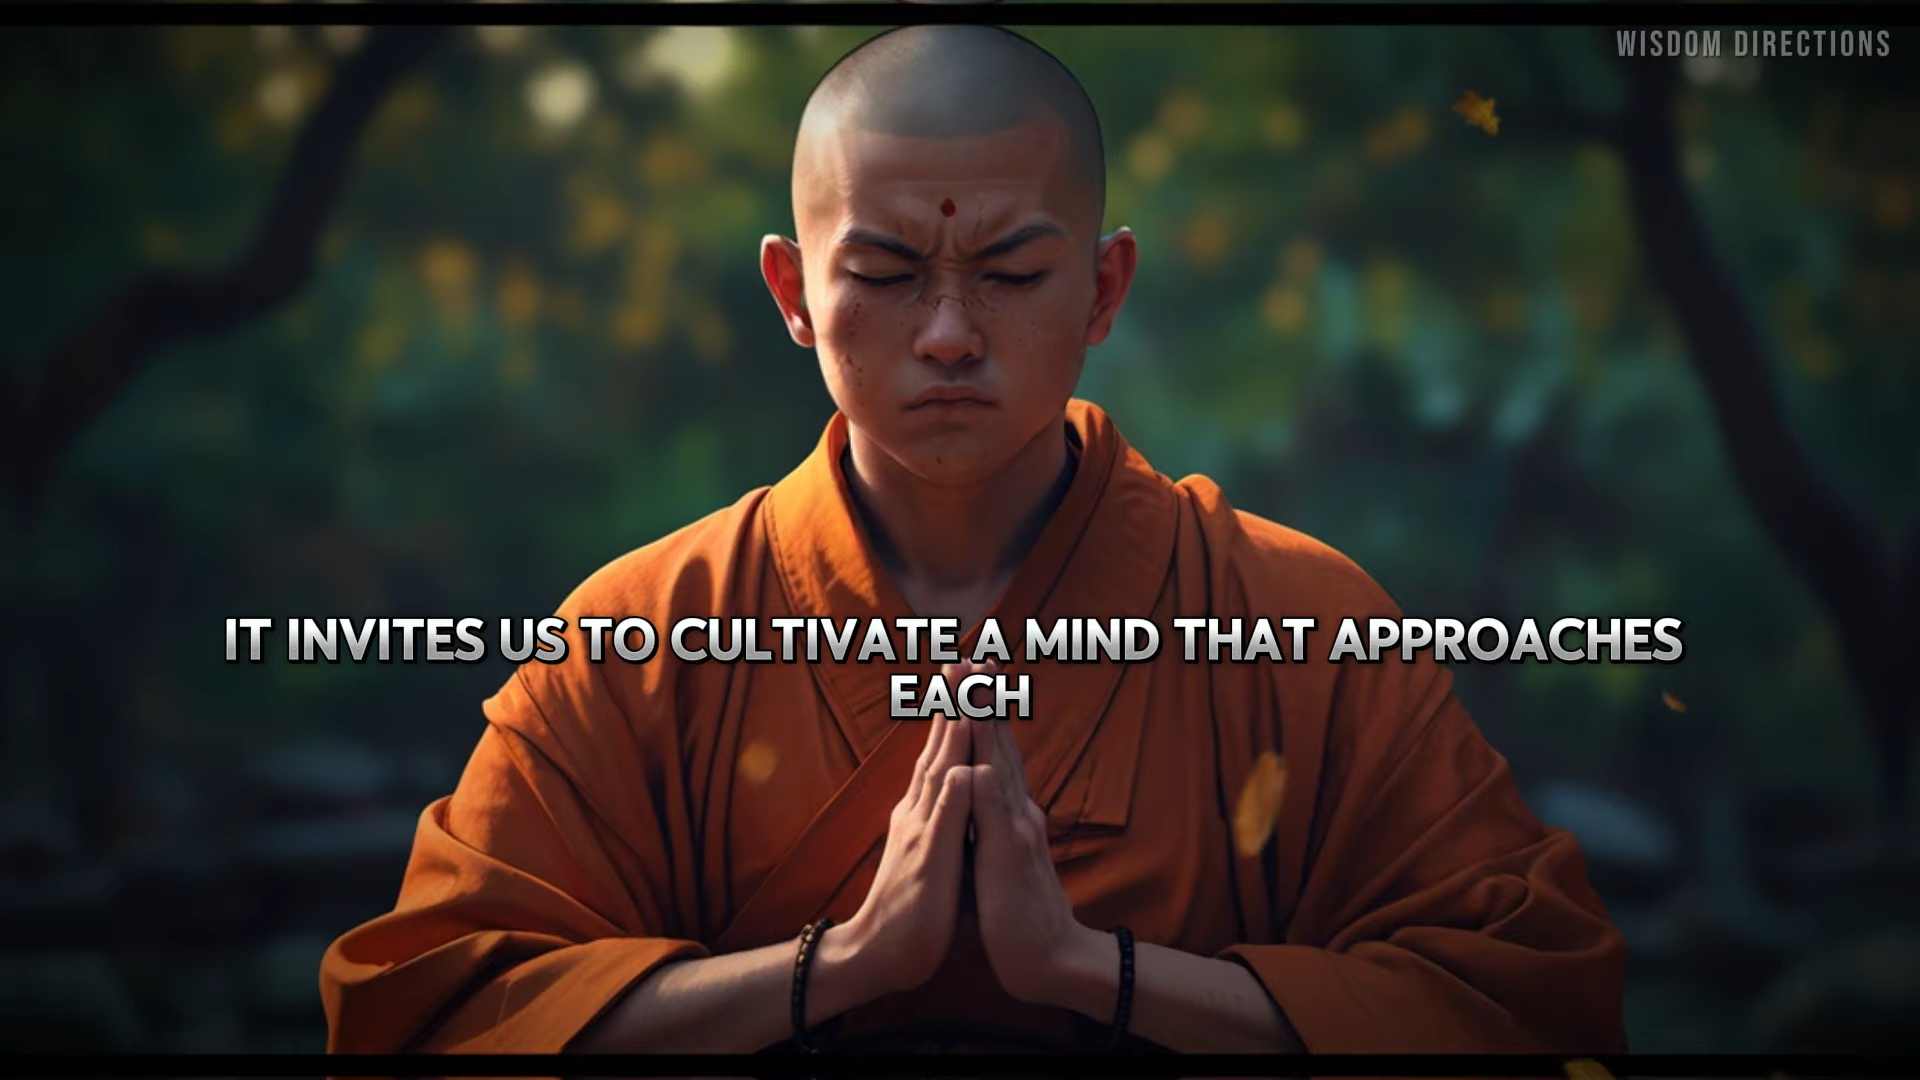 WISDOM DIRECTIONS
IT INVITES US TO CULTIVATE A MIND THAT APPROACHES
EACH